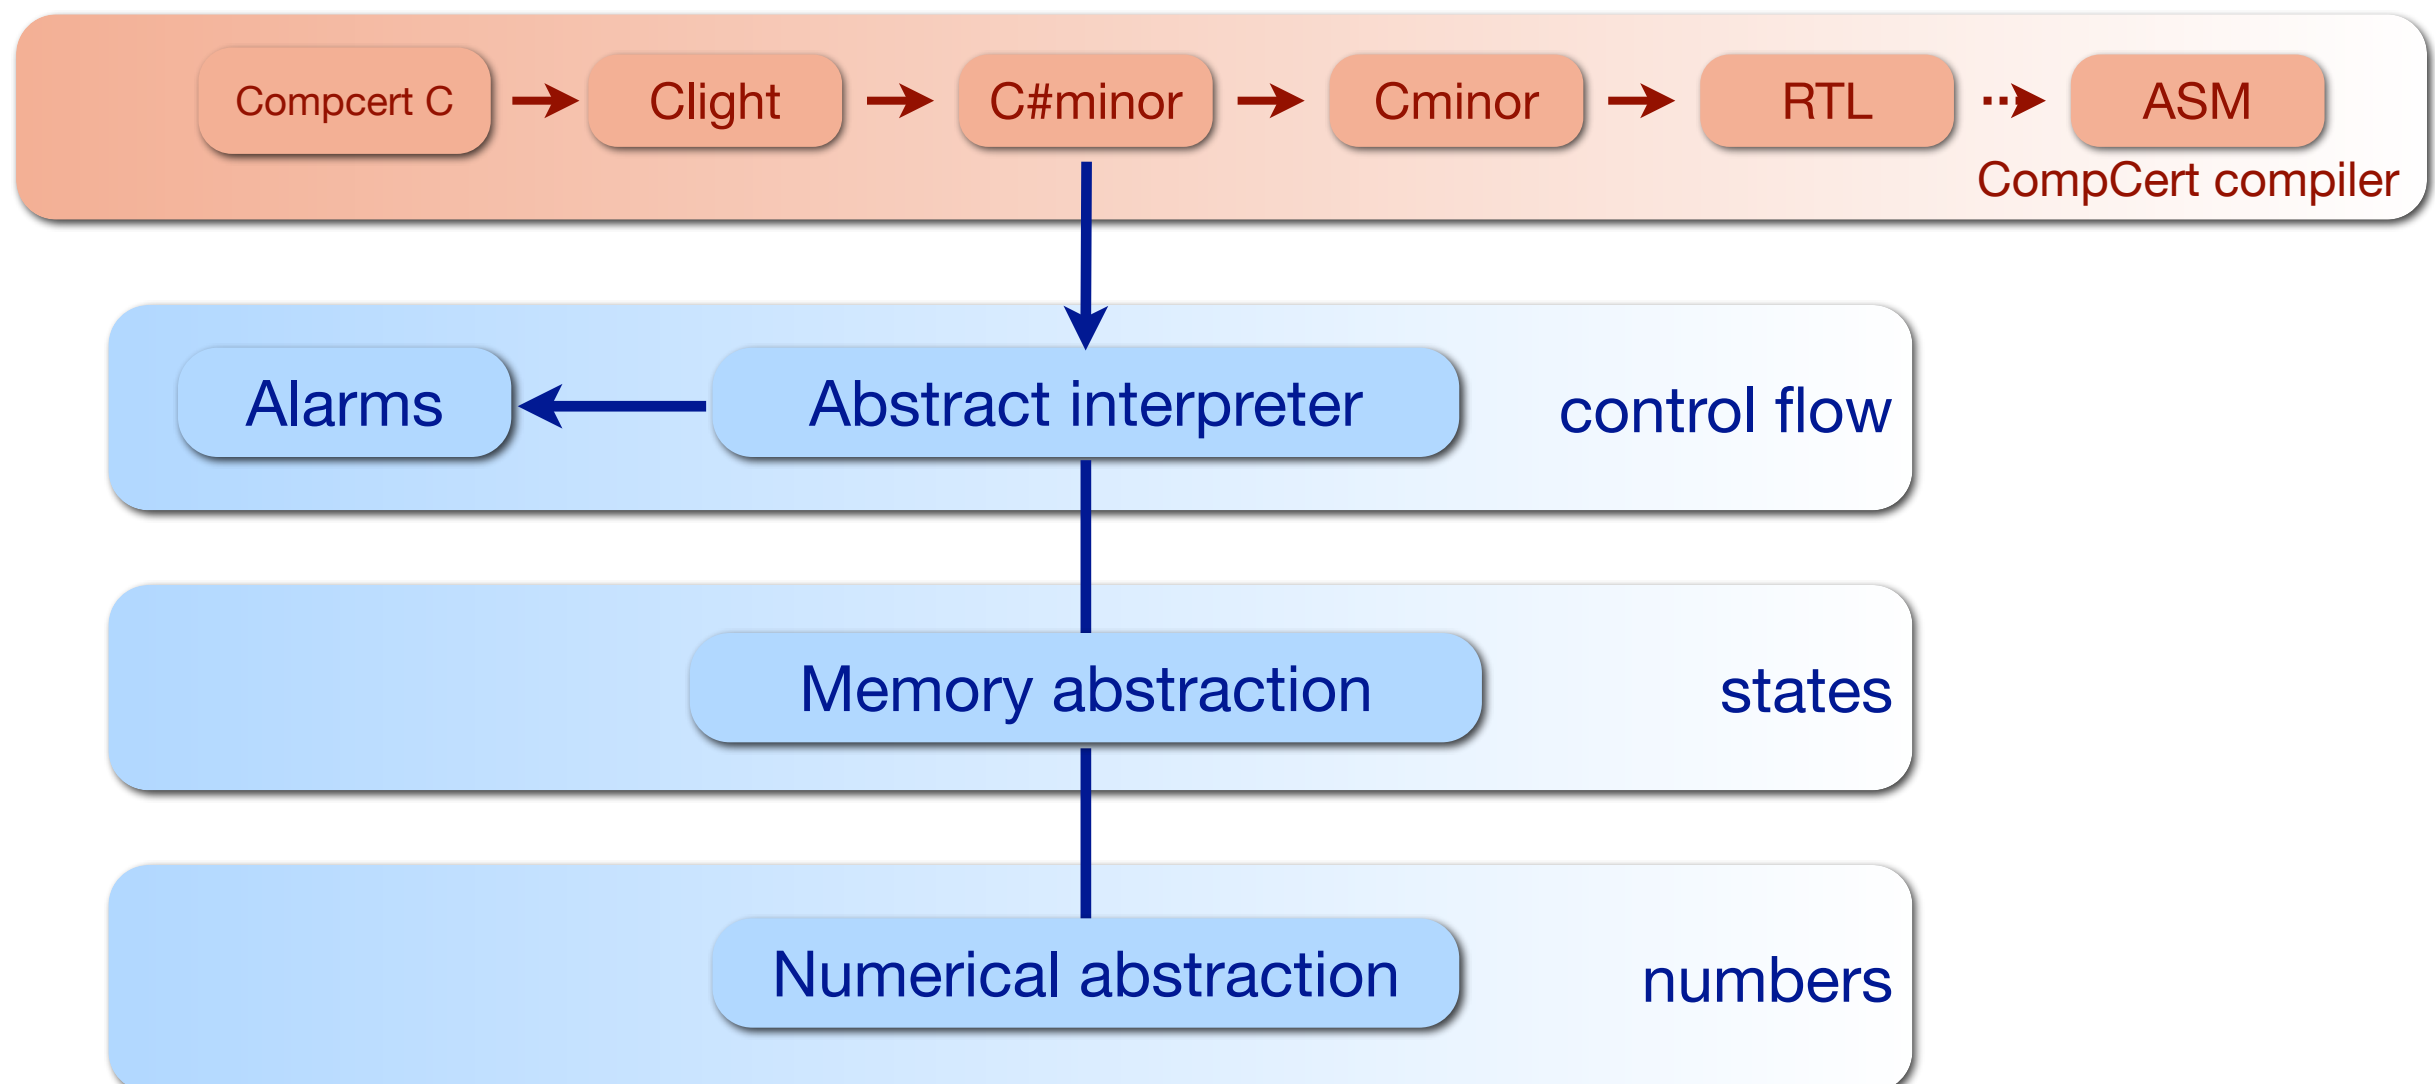 Compcert C
Clight
C#minor
Cminor
RTL
ASM
CompCert compiler
Alarms
Abstract interpreter
control flow
Memory abstraction
states
Numerical abstraction
numbers